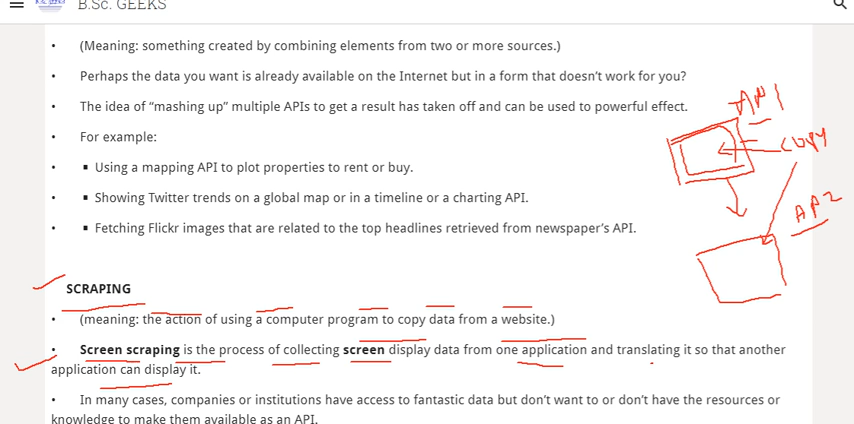 B.Sc. GEEKS
• (Meaning: something created by combining elements from two or more sources.)
• Perhaps the data you want is already available on the Internet but in a form that doesn't work for you?
• The idea of “mashing up” multiple APIs to get a result has taken off and can be used to powerful effect.
API
• For example:
COPY
• ▪ Using a mapping API to plot properties to rent or buy.
• ▪ Showing Twitter trends on a global map or in a timeline or a charting API.
AP2
• ▪ Fetching Flickr images that are related to the top headlines retrieved from newspaper's API.
SCRAPING
• (meaning: the action of using a computer program to copy data from a website.)
• Screen scraping is the process of collecting screen display data from one application and translating it so that another
application can display it.
• In many cases, companies or institutions have access to fantastic data but don't want to or don't have the resources or
knowledge to make them available as an API.